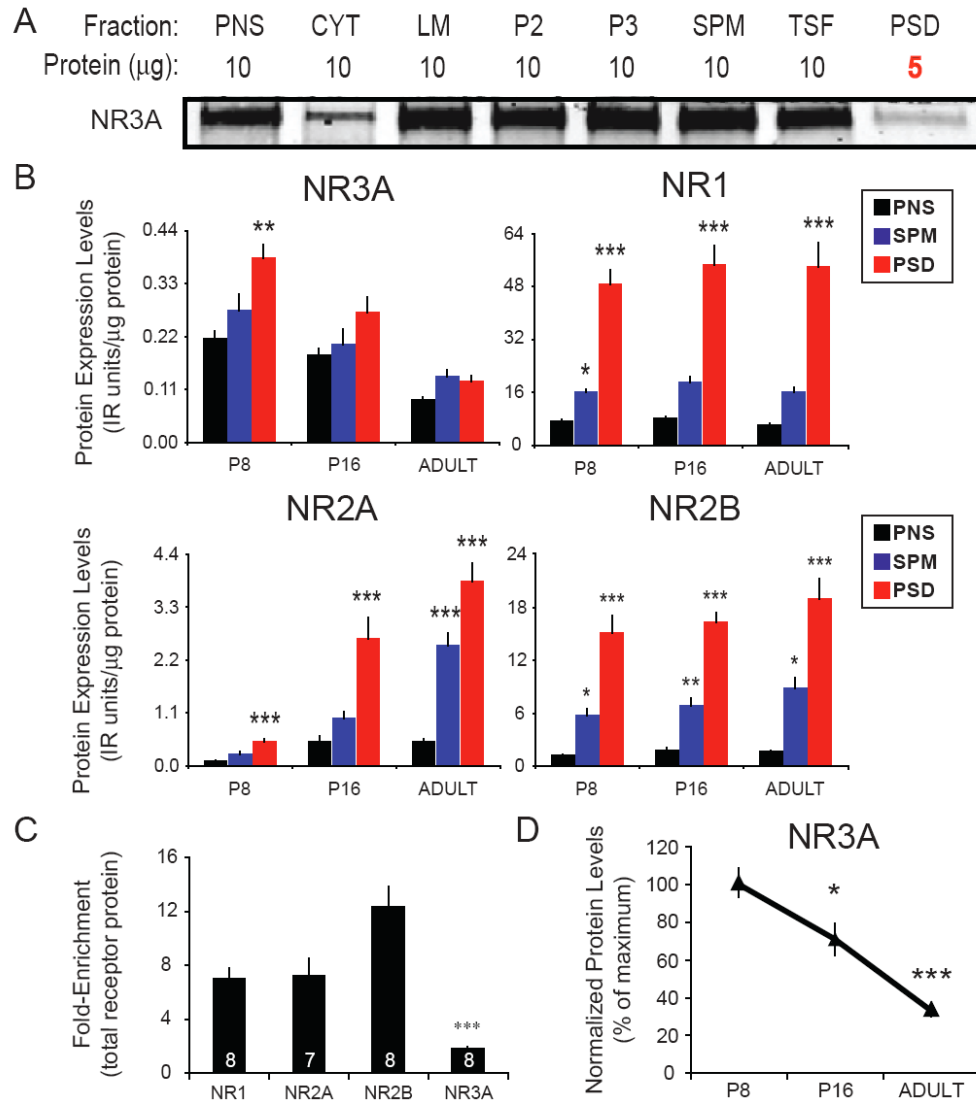 A
Fraction: PNS CYT LM P2 P3 SPM TSF PSD
Protein (μg): 10 10 10 10 10 10 10 5
NR3A
B
NR3A
Protein Expression Levels
(IR units/μg protein)
0.44
0.33
0.22
0.11
0.00
**
P8 P16 ADULT
NR1
64
48
32
16
0
* *** *** ***
P8 P16 ADULT
PNS
SPM
PSD
NR2A
Protein Expression Levels
(IR units/μg protein)
4.4
3.3
2.2
1.1
0.0
*** *** *** ***
P8 P16 ADULT
NR2B
24
18
12
6
0
* *** ** *** * ***
P8 P16 ADULT
PNS
SPM
PSD
C
Fold-Enrichment
(total receptor protein)
16
12
8
4
0
***
8 7 8 8
NR1 NR2A NR2B NR3A
D
NR3A
Normalized Protein Levels
(% of maximum)
120
100
80
60
40
20
0
* ***
P8 P16 ADULT